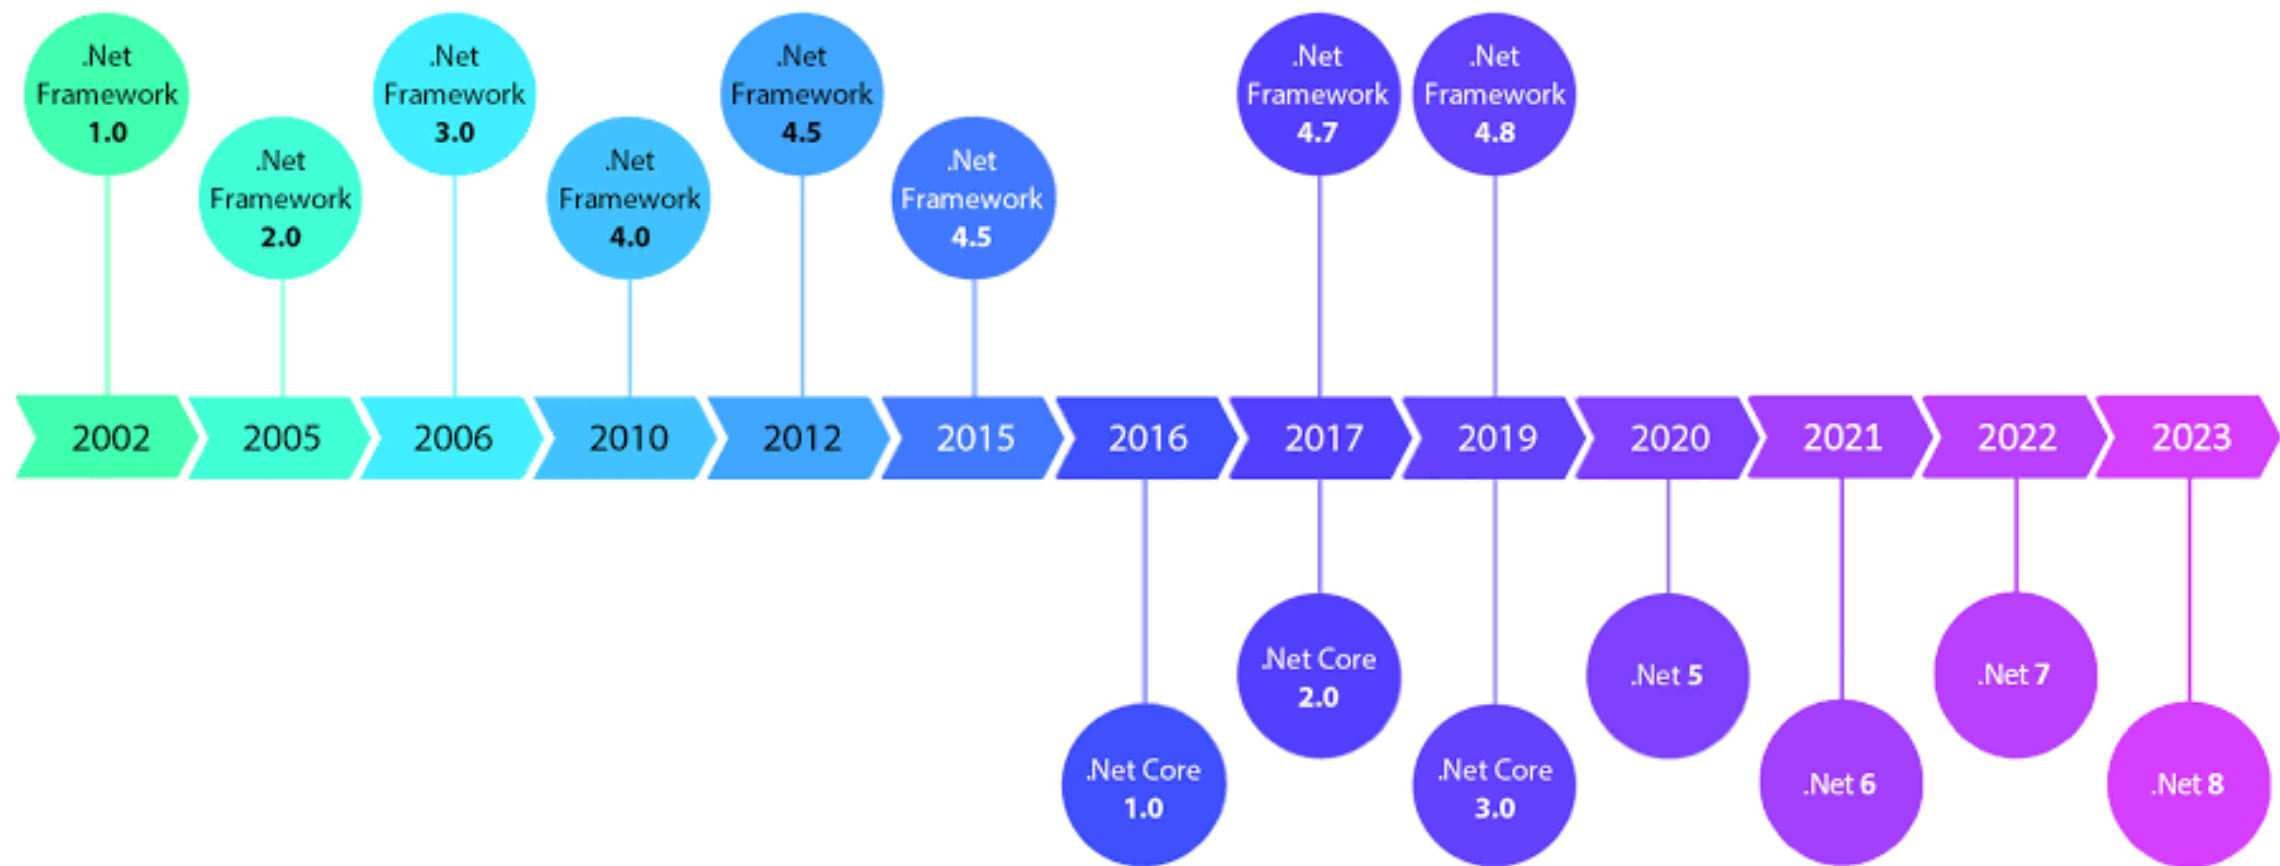 .Net
Framework
1.0
.Net
Framework
2.0
.Net
Framework
3.0
.Net
Framework
4.0
.Net
Framework
4.5
.Net
Framework
4.5
.Net
Framework
4.7
.Net
Framework
4.8
2002
2005
2006
2010
2012
2015
2016
2017
2019
2020
2021
2022
2023
.Net Core
1.0
.Net Core
2.0
.Net Core
3.0
.Net 5
.Net 6
.Net 7
.Net 8